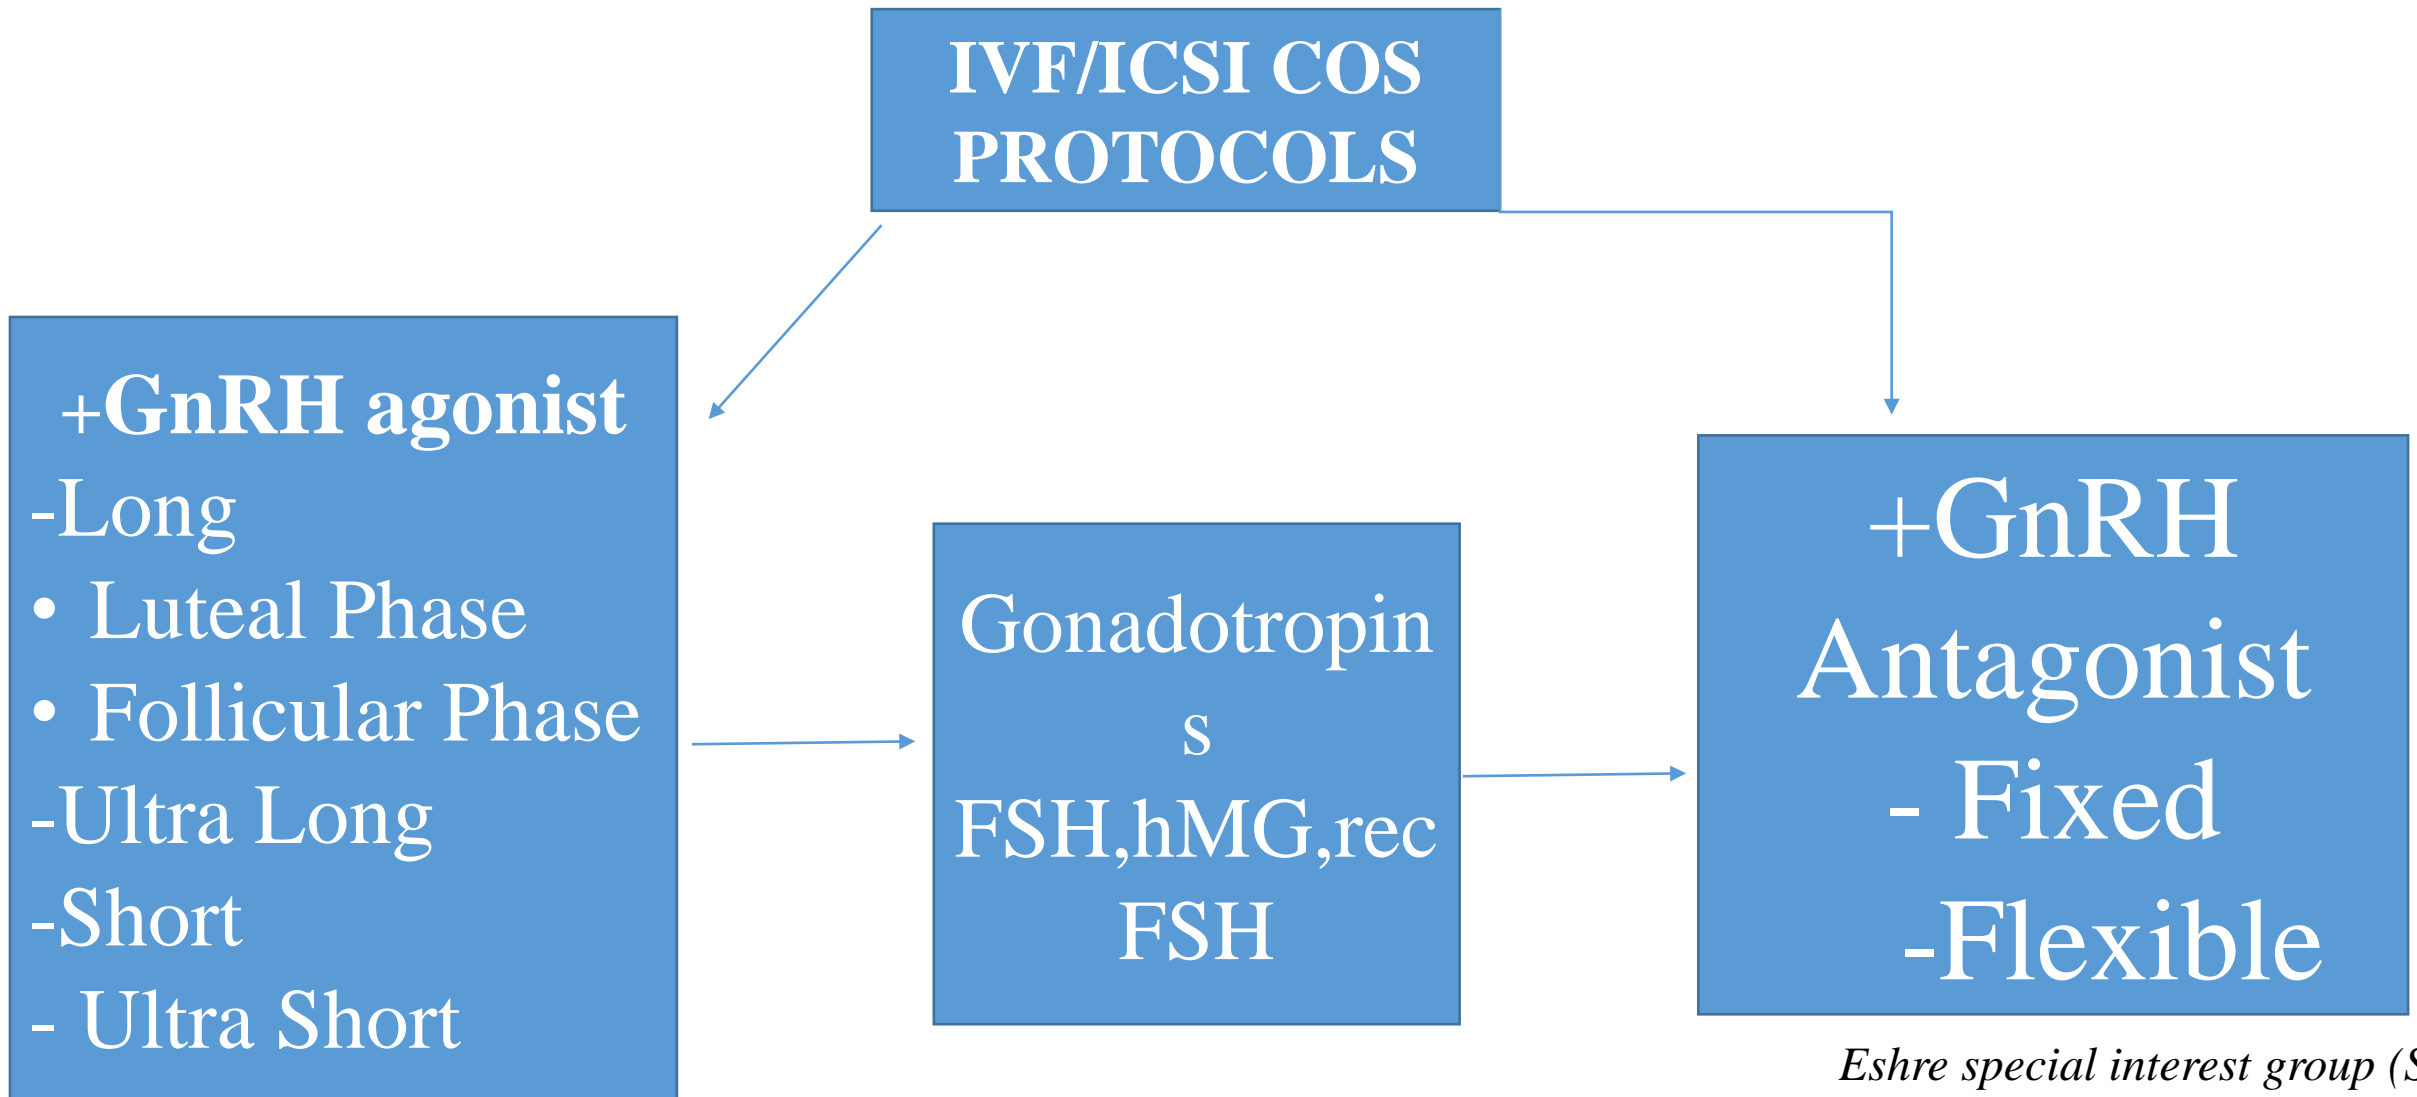 IVF/ICSI COS
PROTOCOLS
+GnRH agonist
-Long
• Luteal Phase
• Follicular Phase
-Ultra Long
-Short
- Ultra Short
Gonadotropin
s
FSH,hMG,rec
FSH
+GnRH
Antagonist
- Fixed
-Flexible
Eshre special interest group (S